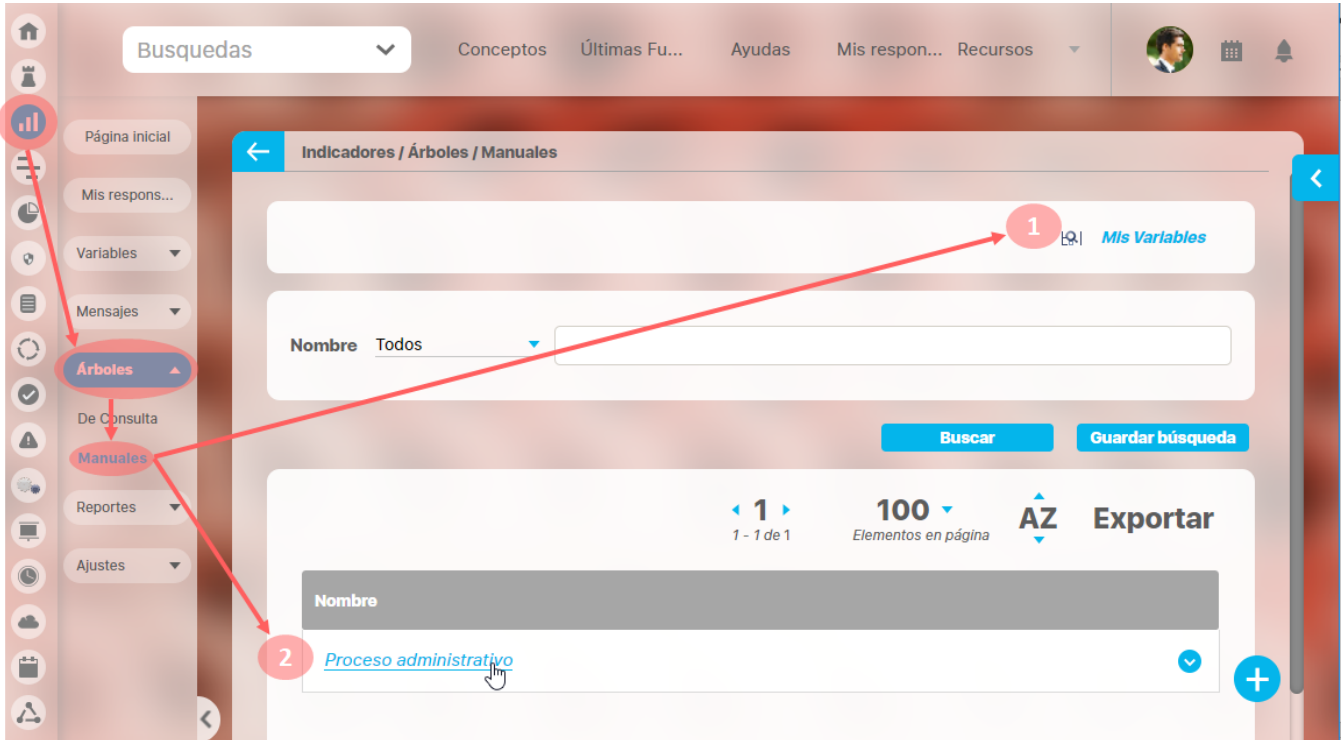 Busquedas
Conceptos
Últimas Fu...
Ayudas
Mis respon...
Recursos
Página inicial
Mis respons...
Variables
Mensajes
Árboles
De Consulta
Manuales
Reportes
Ajustes
Indicadores / Árboles / Manuales
1
Mis Variables
Nombre Todos
Buscar
Guardar búsqueda
1
1 - 1 de 1
100
Elementos en página
AZ
Exportar
Nombre
2
Proceso administrativo